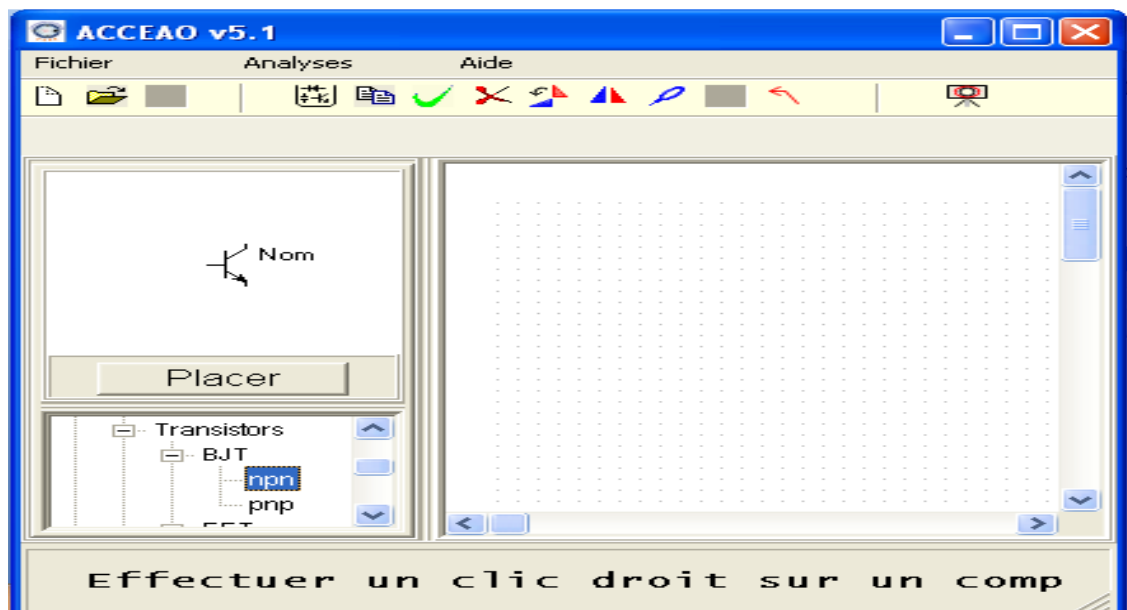 ACCEAO v5.1
Fichier Analyses Aide
Nom
Placer
Transistors
BJT
npn
pnp
Effectuer un clic droit sur un comp